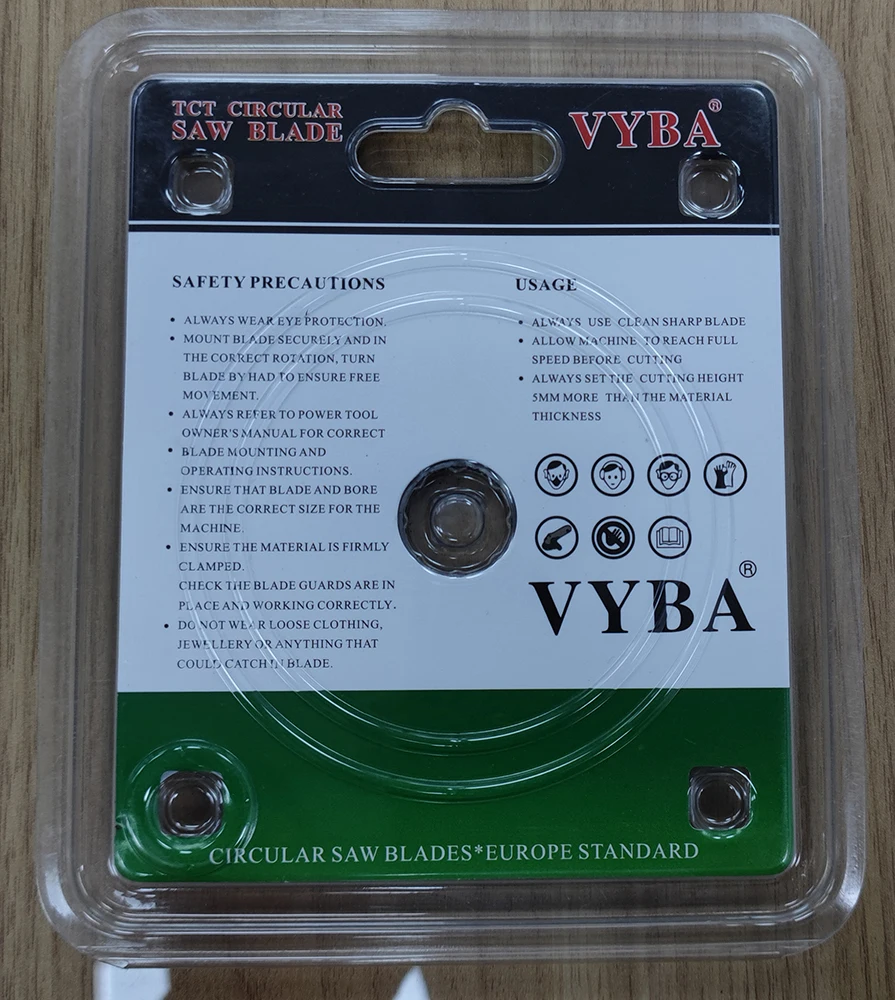 TCT CIRCULAR
SAW BLADE
VYBA®
SAFETY PRECAUTIONS
• ALWAYS WEAR EYE PROTECTION.
• MOUNT BLADE SECURELY AND IN
THE CORRECT ROTATION, TURN
BLADE BY HAD TO ENSURE FREE
MOVEMENT.
• ALWAYS REFER TO POWER TOOL
OWNER'S MANUAL FOR CORRECT
• BLADE MOUNTING AND
OPERATING INSTRUCTIONS.
• ENSURE THAT BLADE AND BORE
ARE THE CORRECT SIZE FOR THE
MACHINE.
• ENSURE THE MATERIAL IS FIRMLY
CLAMPED.
CHECK THE BLADE GUARDS ARE IN
PLACE AND WORKING CORRECTLY.
• DO NOT WEAR LOOSE CLOTHING,
JEWELLERY OR ANYTHING THAT
COULD CATCH IN BLADE.
USAGE
• ALWAYS USE CLEAN SHARP BLADE
• ALLOW MACHINE TO REACH FULL
SPEED BEFORE CUTTING
• ALWAYS SET THE CUTTING HEIGHT
5MM MORE THAN THE MATERIAL
THICKNESS
VYBA®
CIRCULAR SAW BLADES*EUROPE STANDARD